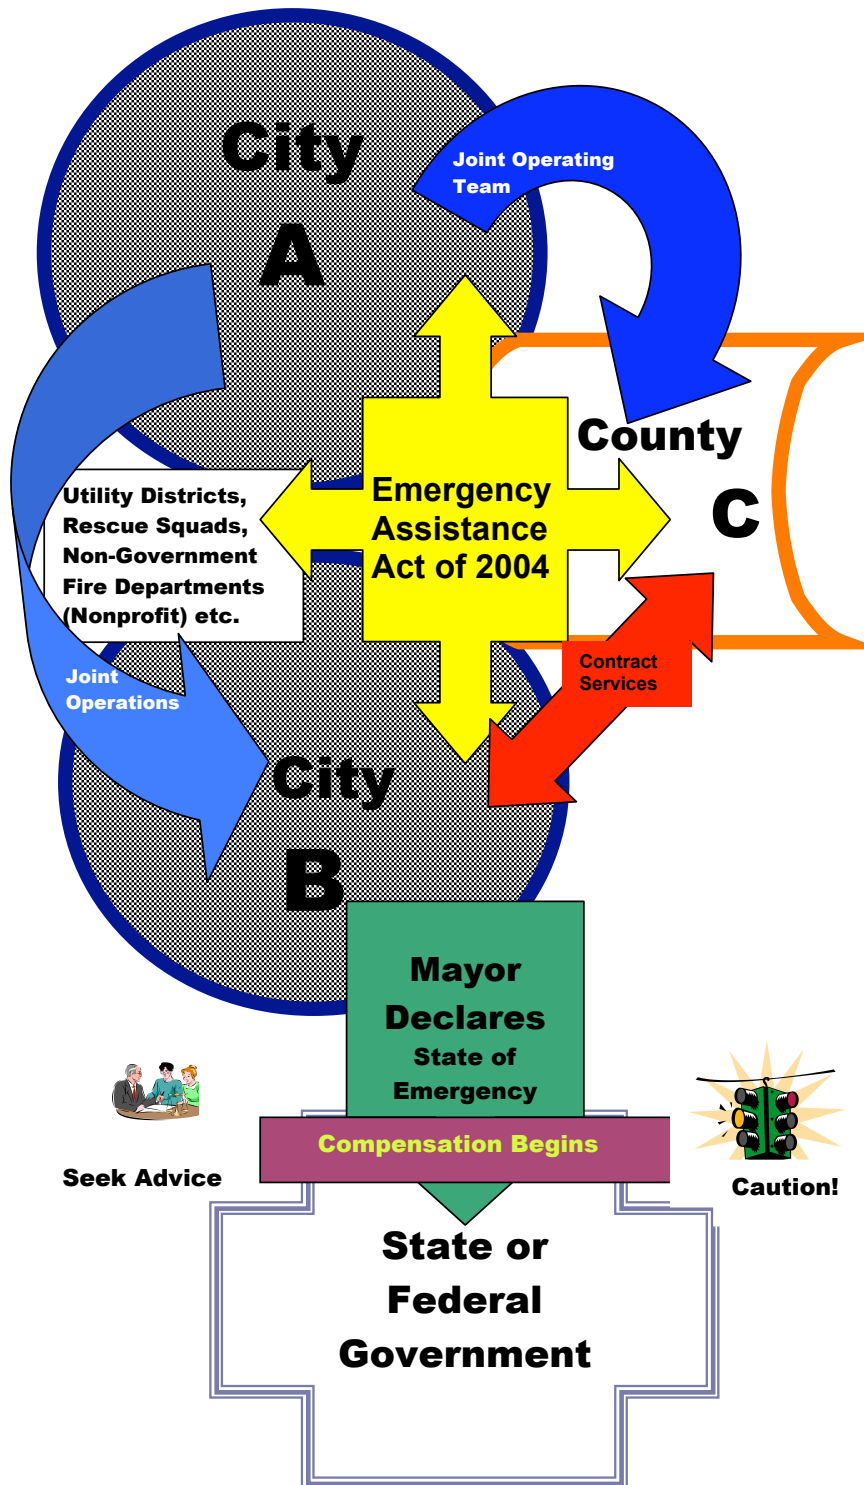 City
A
Joint Operating
Team
County
C
Emergency
Assistance
Act of 2004
Utility Districts,
Rescue Squads,
Non-Government
Fire Departments
(Nonprofit) etc.
Contract
Services
Joint
Operations
City
B
Mayor
Declares
State of
Emergency
Compensation Begins
Seek Advice
Caution!
State or
Federal
Government